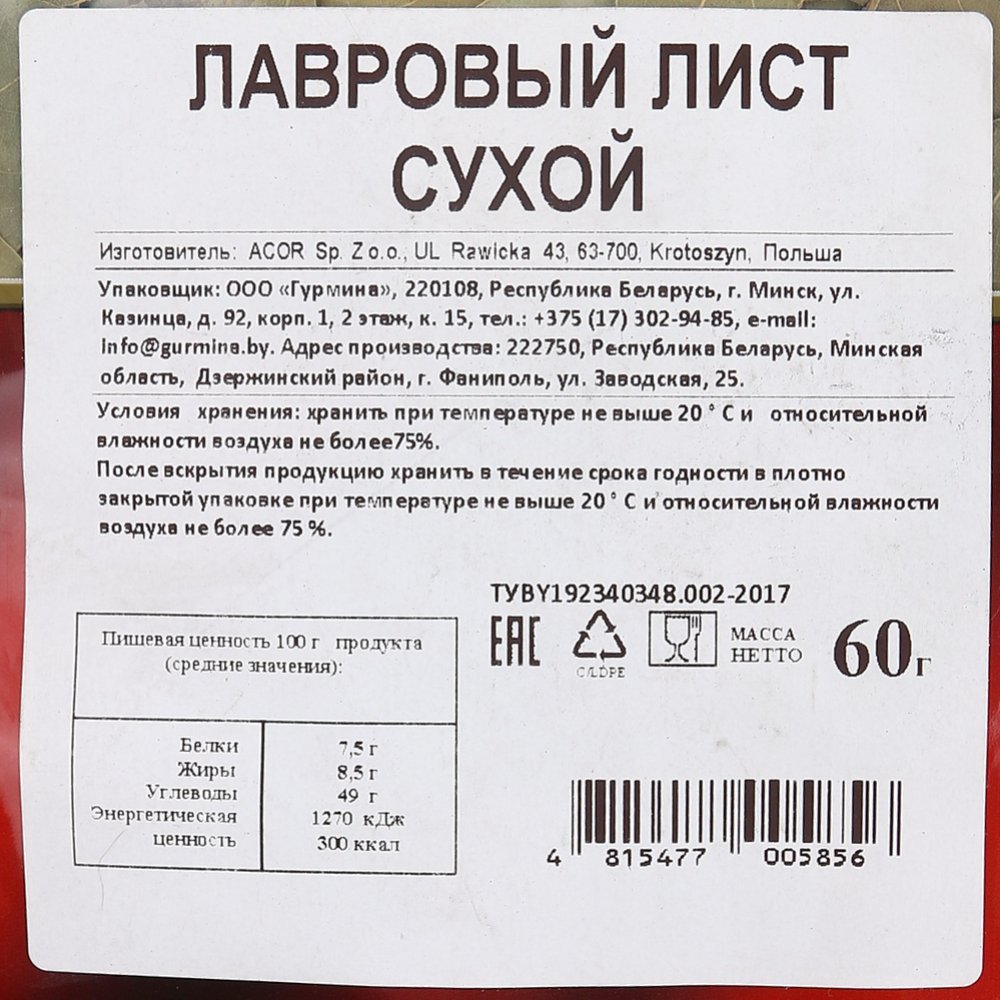 ЛАВРОВЫЙ ЛИСТ
СУХОЙ
Изготовитель: ACOR Sp. Z o.o., UL Rawicka 43, 63-700, Krotoszyn, Польша
Упаковщик: ООО «Гурмина», 220108, Республика Беларусь, г. Минск, ул.
Казинца, д. 92, корп. 1, 2 этаж, к. 15, тел.: +375 (17) 302-94-85, e-mail:
info@gurmina.by. Адрес производства: 222750, Республика Беларусь, Минская
область, Дзержинский район, г. Фаниполь, ул. Заводская, 25.
Условия хранения: хранить при температуре не выше 20 ° С и относительной
влажности воздуха не более75%.
После вскрытия продукцию хранить в течение срока годности в плотно
закрытой упаковке при температуре не выше 20 ° С и относительной влажности
воздуха не более 75 %.
ТУBY192340348.002-2017
EAC
C/LDPE
МАССА
НЕТТО
60г
Пищевая ценность 100 г продукта
(средние значения):
Белки 7,5 г
Жиры 8,5 г
Углеводы 49 г
Энергетическая 1270 кДж
ценность 300 ккал
4 815477 005856